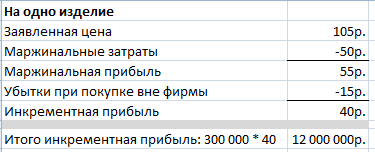 На одно изделие
Заявленная цена 105р.
Маржинальные затраты -50р.
Маржинальная прибыль 55р.
Убытки при покупке вне фирмы -15р.
Инкрементная прибыль 40р.
Итого инкрементная прибыль: 300 000 * 40 12 000 000р.